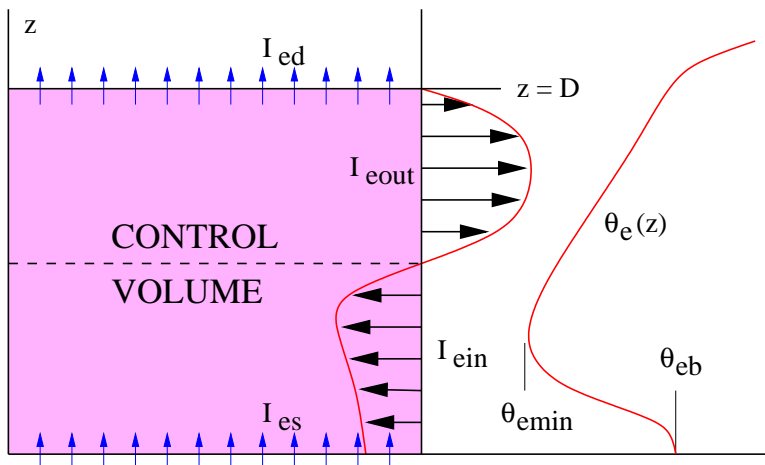 z
I ed
z = D
I eout
θe(z)
CONTROL
VOLUME
I ein
θeb
I es
θemin